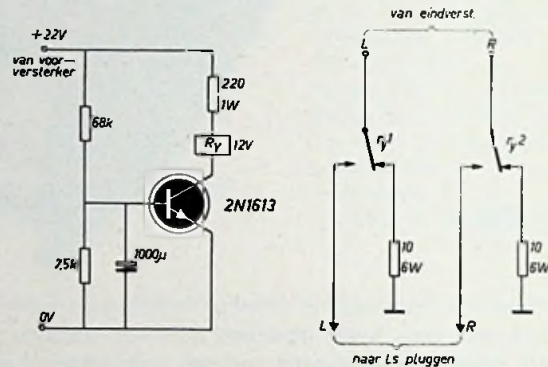 +22V
van voor-
versterker
68k
220
1W
Ry
12V
2N1613
7,5k
1000µ
0V
van eindverst.
L
R
ry1
ry2
10
6W
10
6W
L
R
naar Ls pluggen